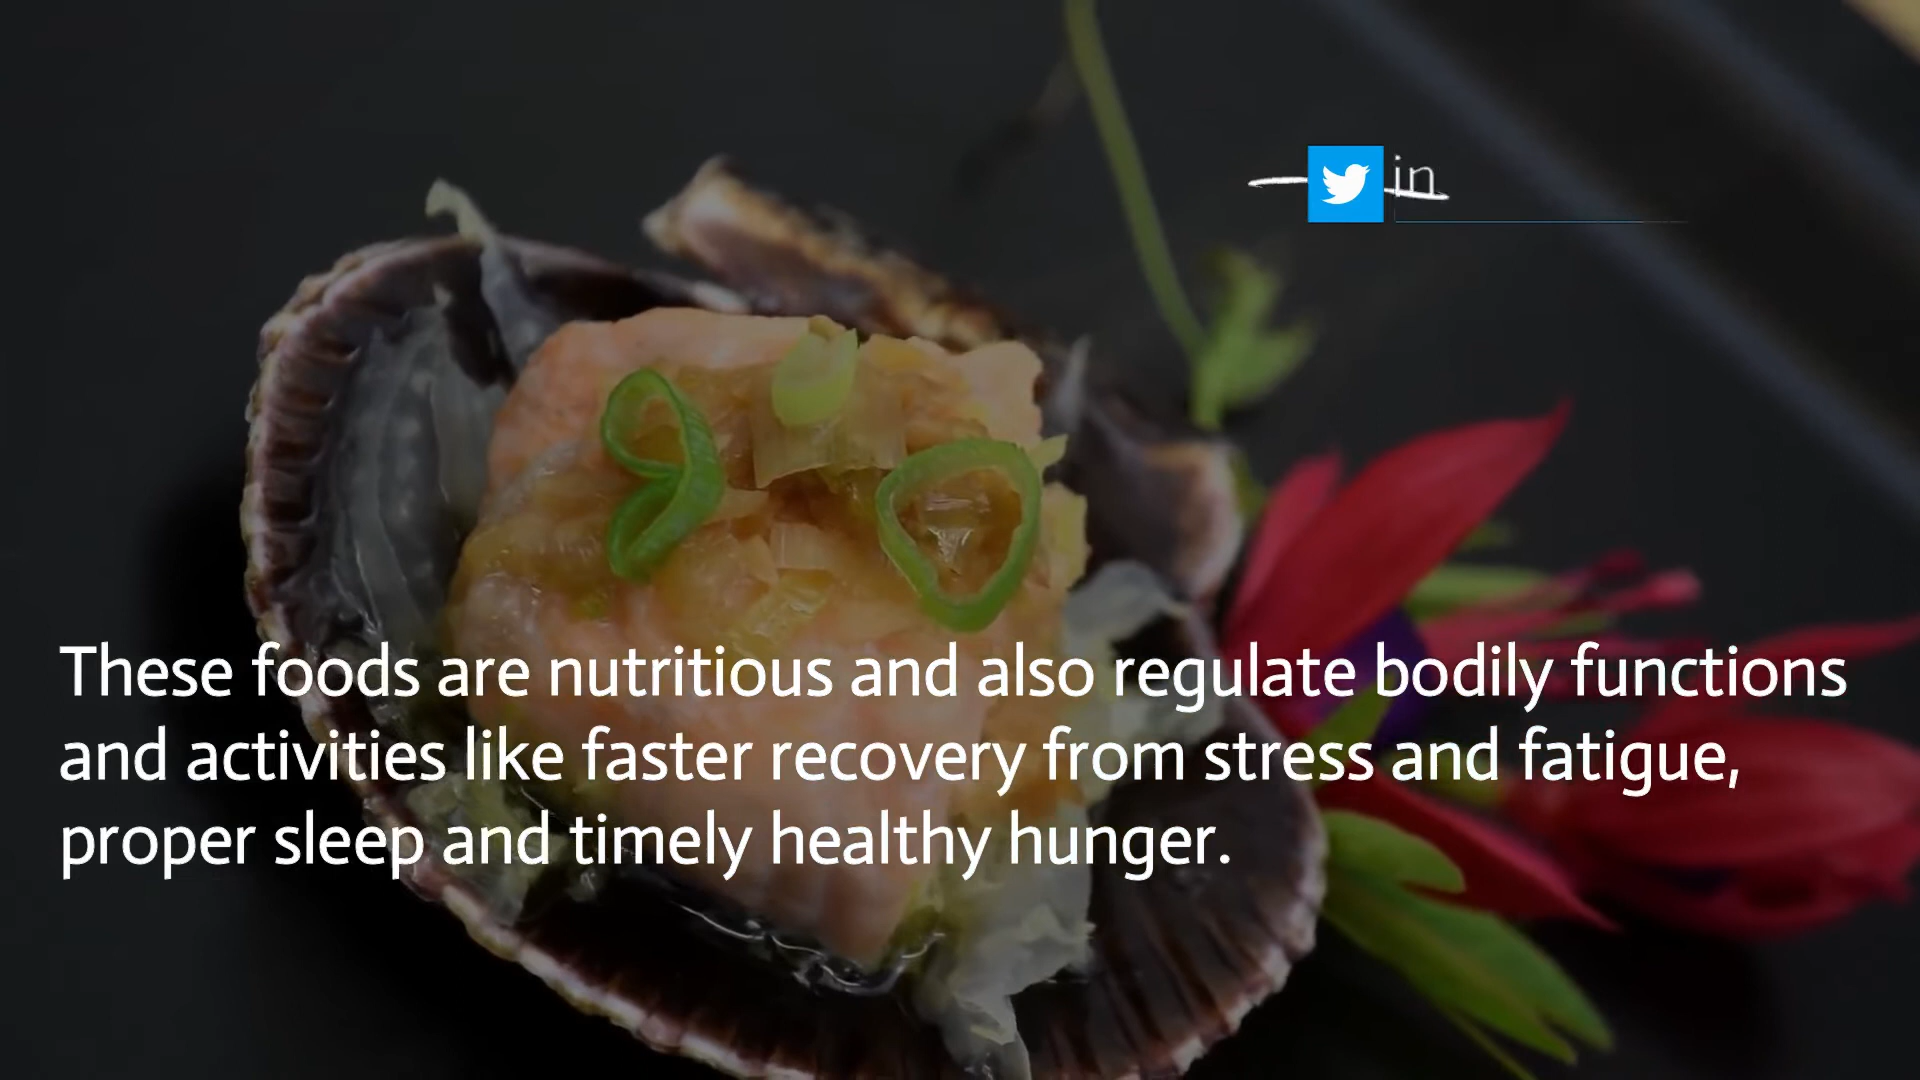 in
These foods are nutritious and also regulate bodily functions
and activities like faster recovery from stress and fatigue,
proper sleep and timely healthy hunger.